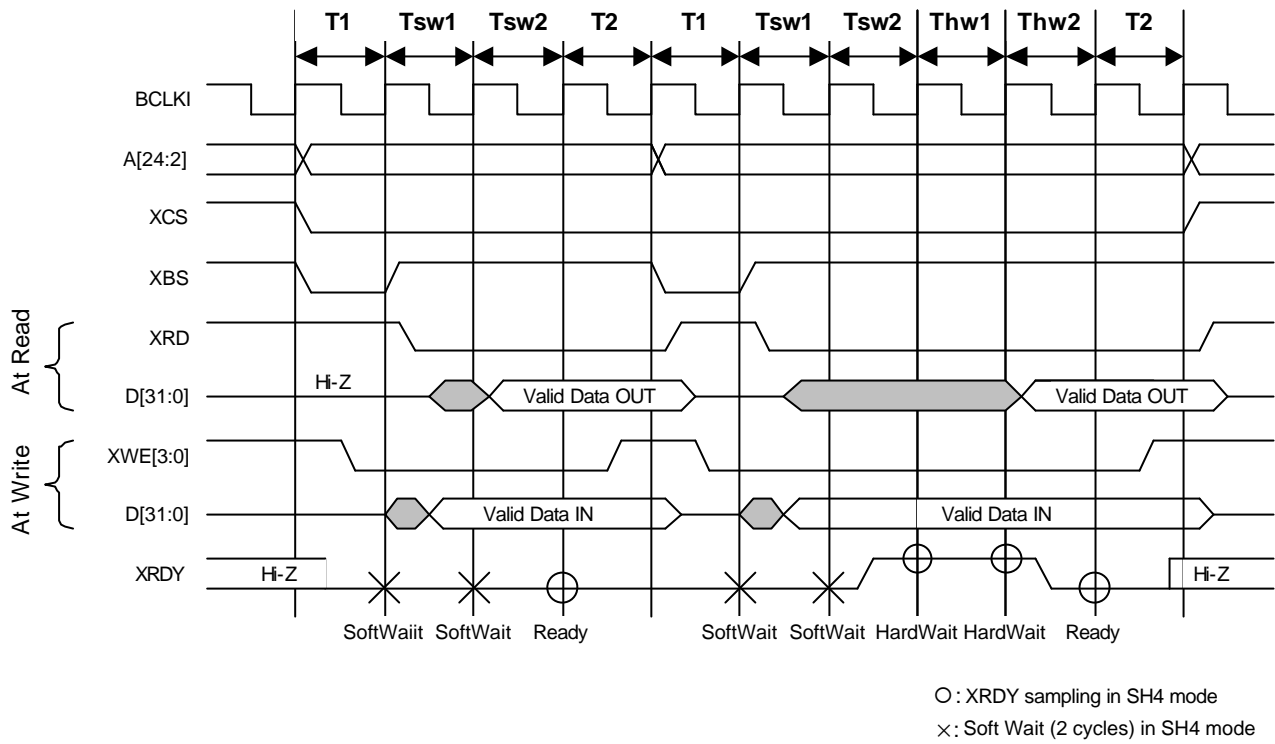 T1 Tsw1 Tsw2 T2 T1 Tsw1 Tsw2 Thw1 Thw2 T2
BCLKI
A[24:2]
XCS
XBS
At Read
XRD
Hi-Z
D[31:0] Valid Data OUT Valid Data OUT
At Write
XWE[3:0]
D[31:0] Valid Data IN Valid Data IN
XRDY Hi-Z Hi-Z
SoftWaiit SoftWait Ready SoftWait SoftWait HardWait HardWait Ready
O : XRDY sampling in SH4 mode
×: Soft Wait (2 cycles) in SH4 mode